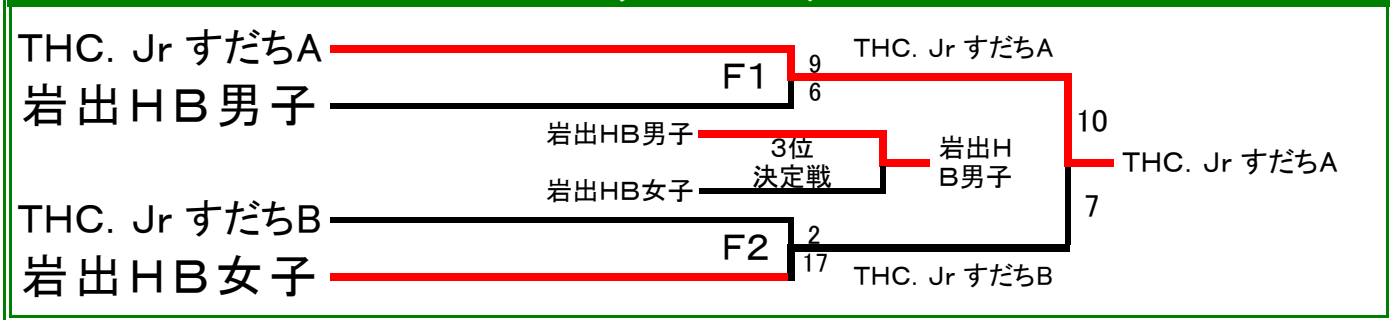 THC. Jr すだちA
岩出HB男子
F1
9
6
THC. Jr すだちA
岩出HB男子
3位
決定戦
岩出HB女子
岩出H
B男子
10
7
THC. Jr すだちA
THC. Jr すだちB
岩出HB女子
F2
2
17
THC. Jr すだちB